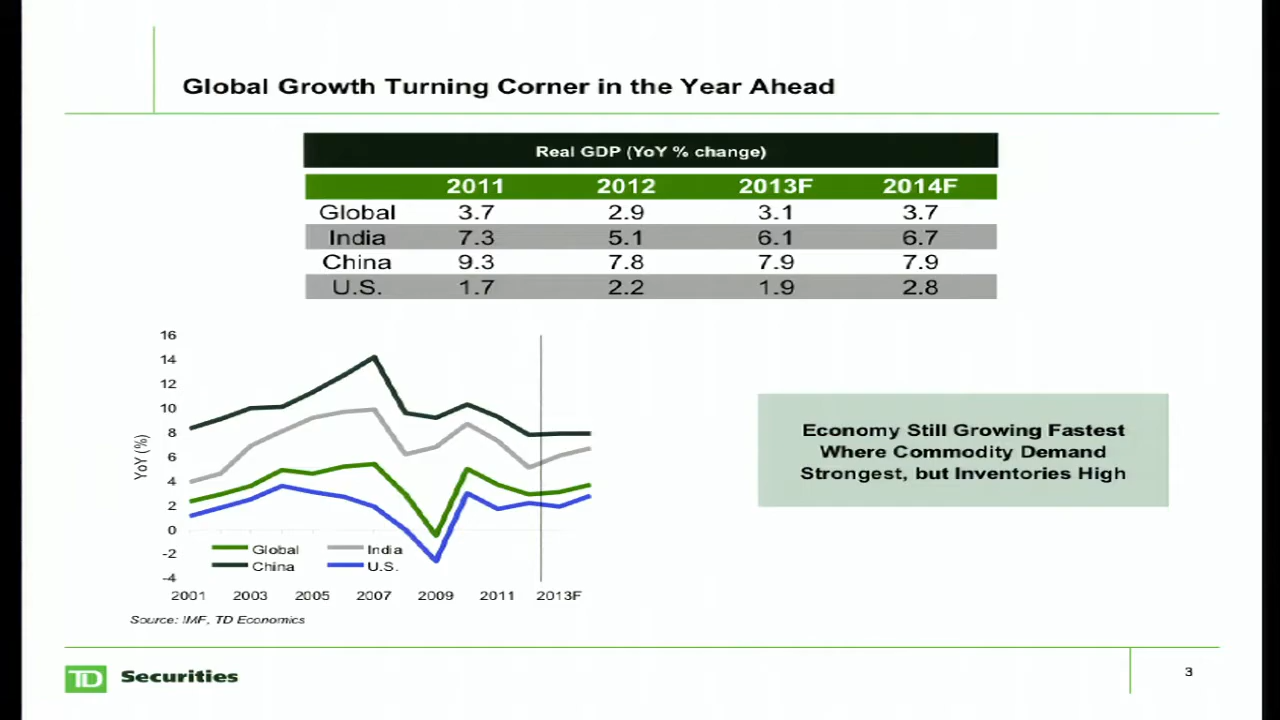 Global Growth Turning Corner in the Year Ahead
Real GDP (YoY % change)
2011 2012 2013F 2014F
Global 3.7 2.9 3.1 3.7
India 7.3 5.1 6.1 6.7
China 9.3 7.8 7.9 7.9
U.S. 1.7 2.2 1.9 2.8
16
14
12
10
8
6
4
2
0
-2
-4
YoY (%)
Global India
China U.S.
2001 2003 2005 2007 2009 2011 2013F
Source: IMF, TD Economics
Economy Still Growing Fastest
Where Commodity Demand
Strongest, but Inventories High
TD Securities
3